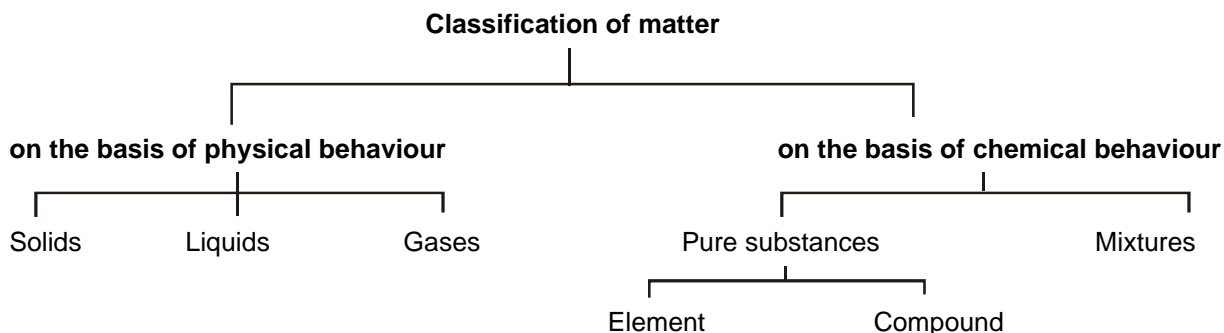 Classification of matter
on the basis of physical behaviour on the basis of chemical behaviour
Solids Liquids Gases Pure substances Mixtures
Element Compound